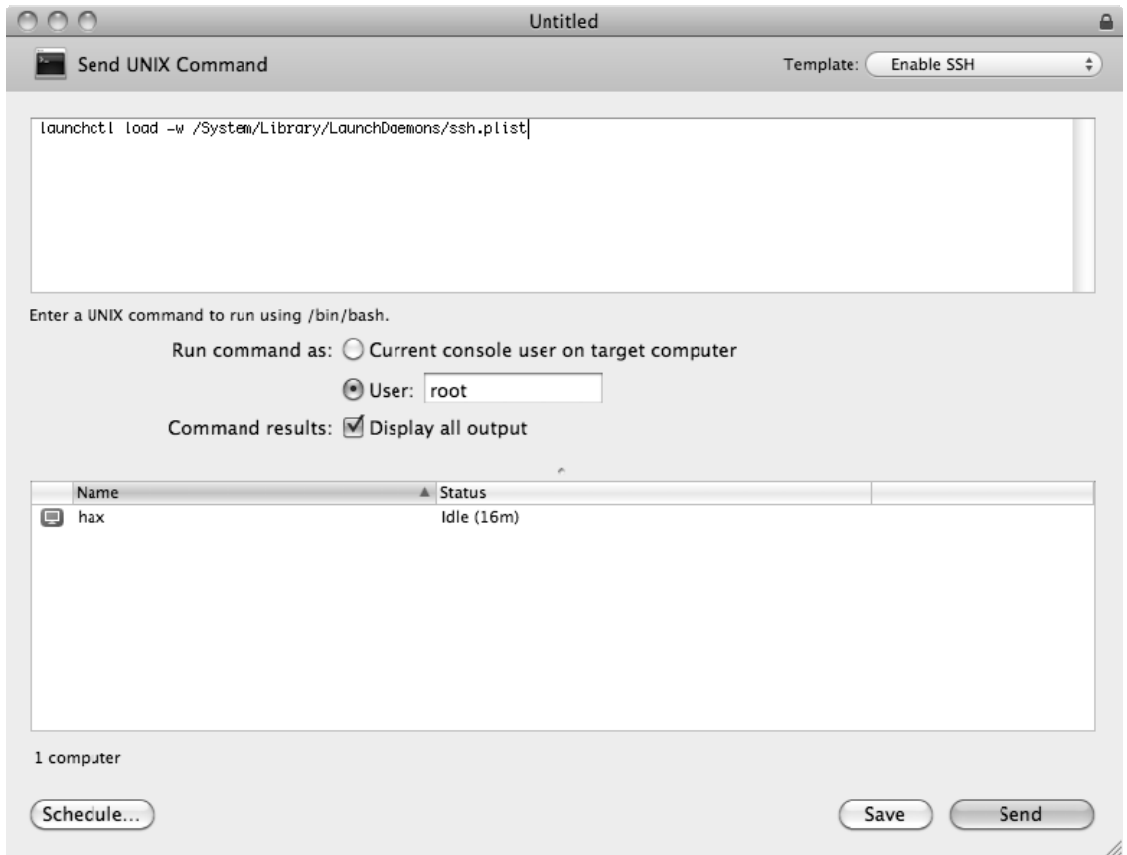 Untitled
Send UNIX Command
Template: Enable SSH
launchctl load -w /System/Library/LaunchDaemons/ssh.plist
Enter a UNIX command to run using /bin/bash.
Run command as: Current console user on target computer
User: root
Command results: Display all output
Name Status
hax Idle (16m)
1 computer
Schedule... Save Send